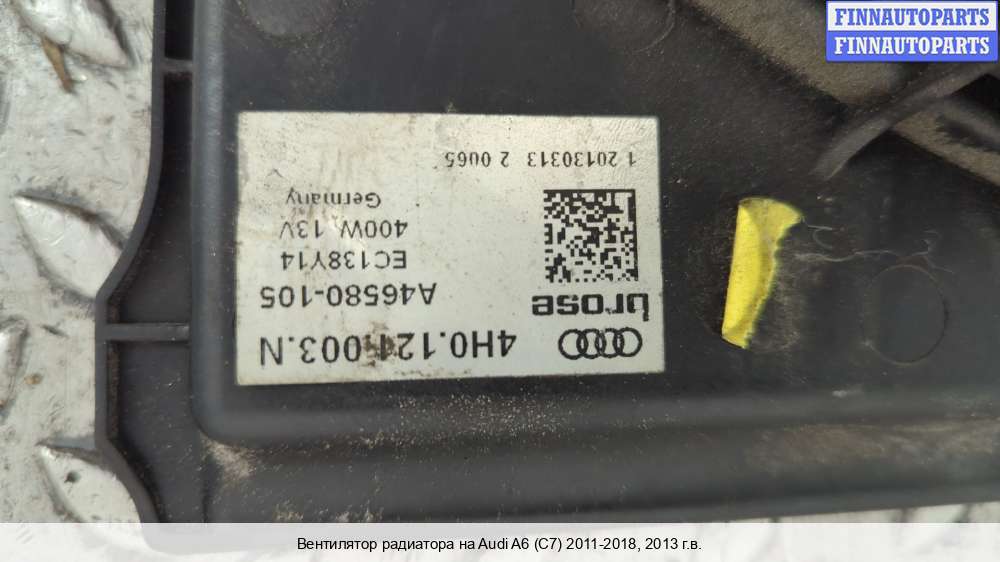 FINNAUTOPARTS
FINNAUTOPARTS
4H0.121.003.N
brose
A46580-105
EC138Y14
400W 13V
Germany
1 20130313 2 0065
Вентилятор радиатора на Audi A6 (C7) 2011-2018, 2013 г.в.